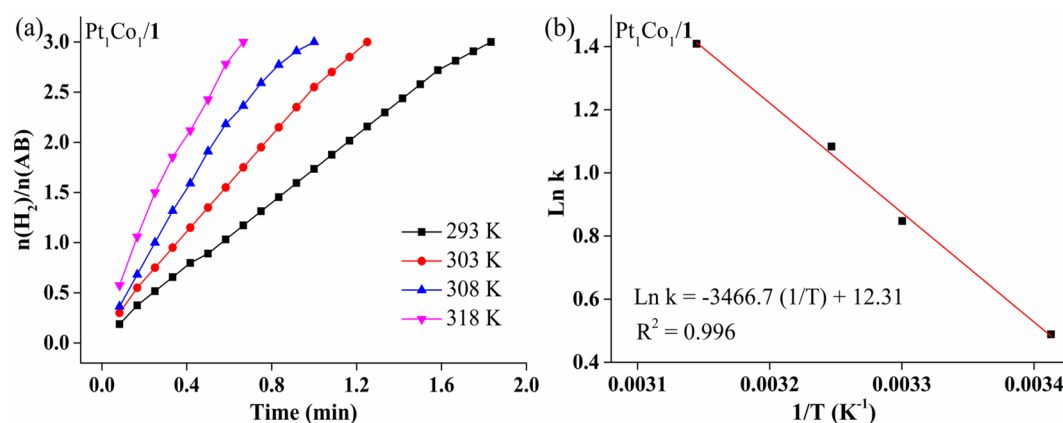 (a)
Pt₁Co₁/1
n(H₂)/n(AB)
3.0
2.5
2.0
1.5
1.0
0.5
0.0
293 K
303 K
308 K
318 K
0.0 0.4 0.8 1.2 1.6 2.0
Time (min)
(b)
Pt₁Co₁/1
Ln k
1.4
1.2
1.0
0.8
0.6
0.4
Ln k = -3466.7 (1/T) + 12.31
R² = 0.996
0.0031 0.0032 0.0033 0.0034
1/T (K⁻¹)